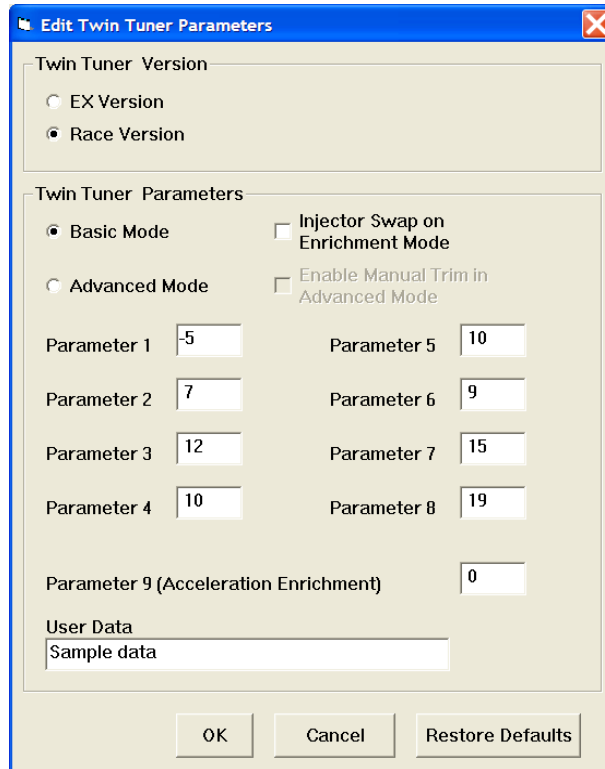 Edit Twin Tuner Parameters
Twin Tuner Version
EX Version
Race Version
Twin Tuner Parameters
Basic Mode
Injector Swap on
Enrichment Mode
Advanced Mode
Enable Manual Trim in
Advanced Mode
Parameter 1 -5 Parameter 5 10
Parameter 2 7 Parameter 6 9
Parameter 3 12 Parameter 7 15
Parameter 4 10 Parameter 8 19
Parameter 9 (Acceleration Enrichment) 0
User Data
Sample data
OK Cancel Restore Defaults